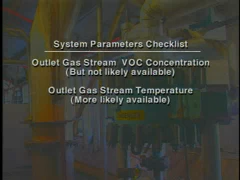 System Parameters Checklist
Outlet Gas Stream VOC Concentration
(But not likely available)
Outlet Gas Stream Temperature
(More likely available)